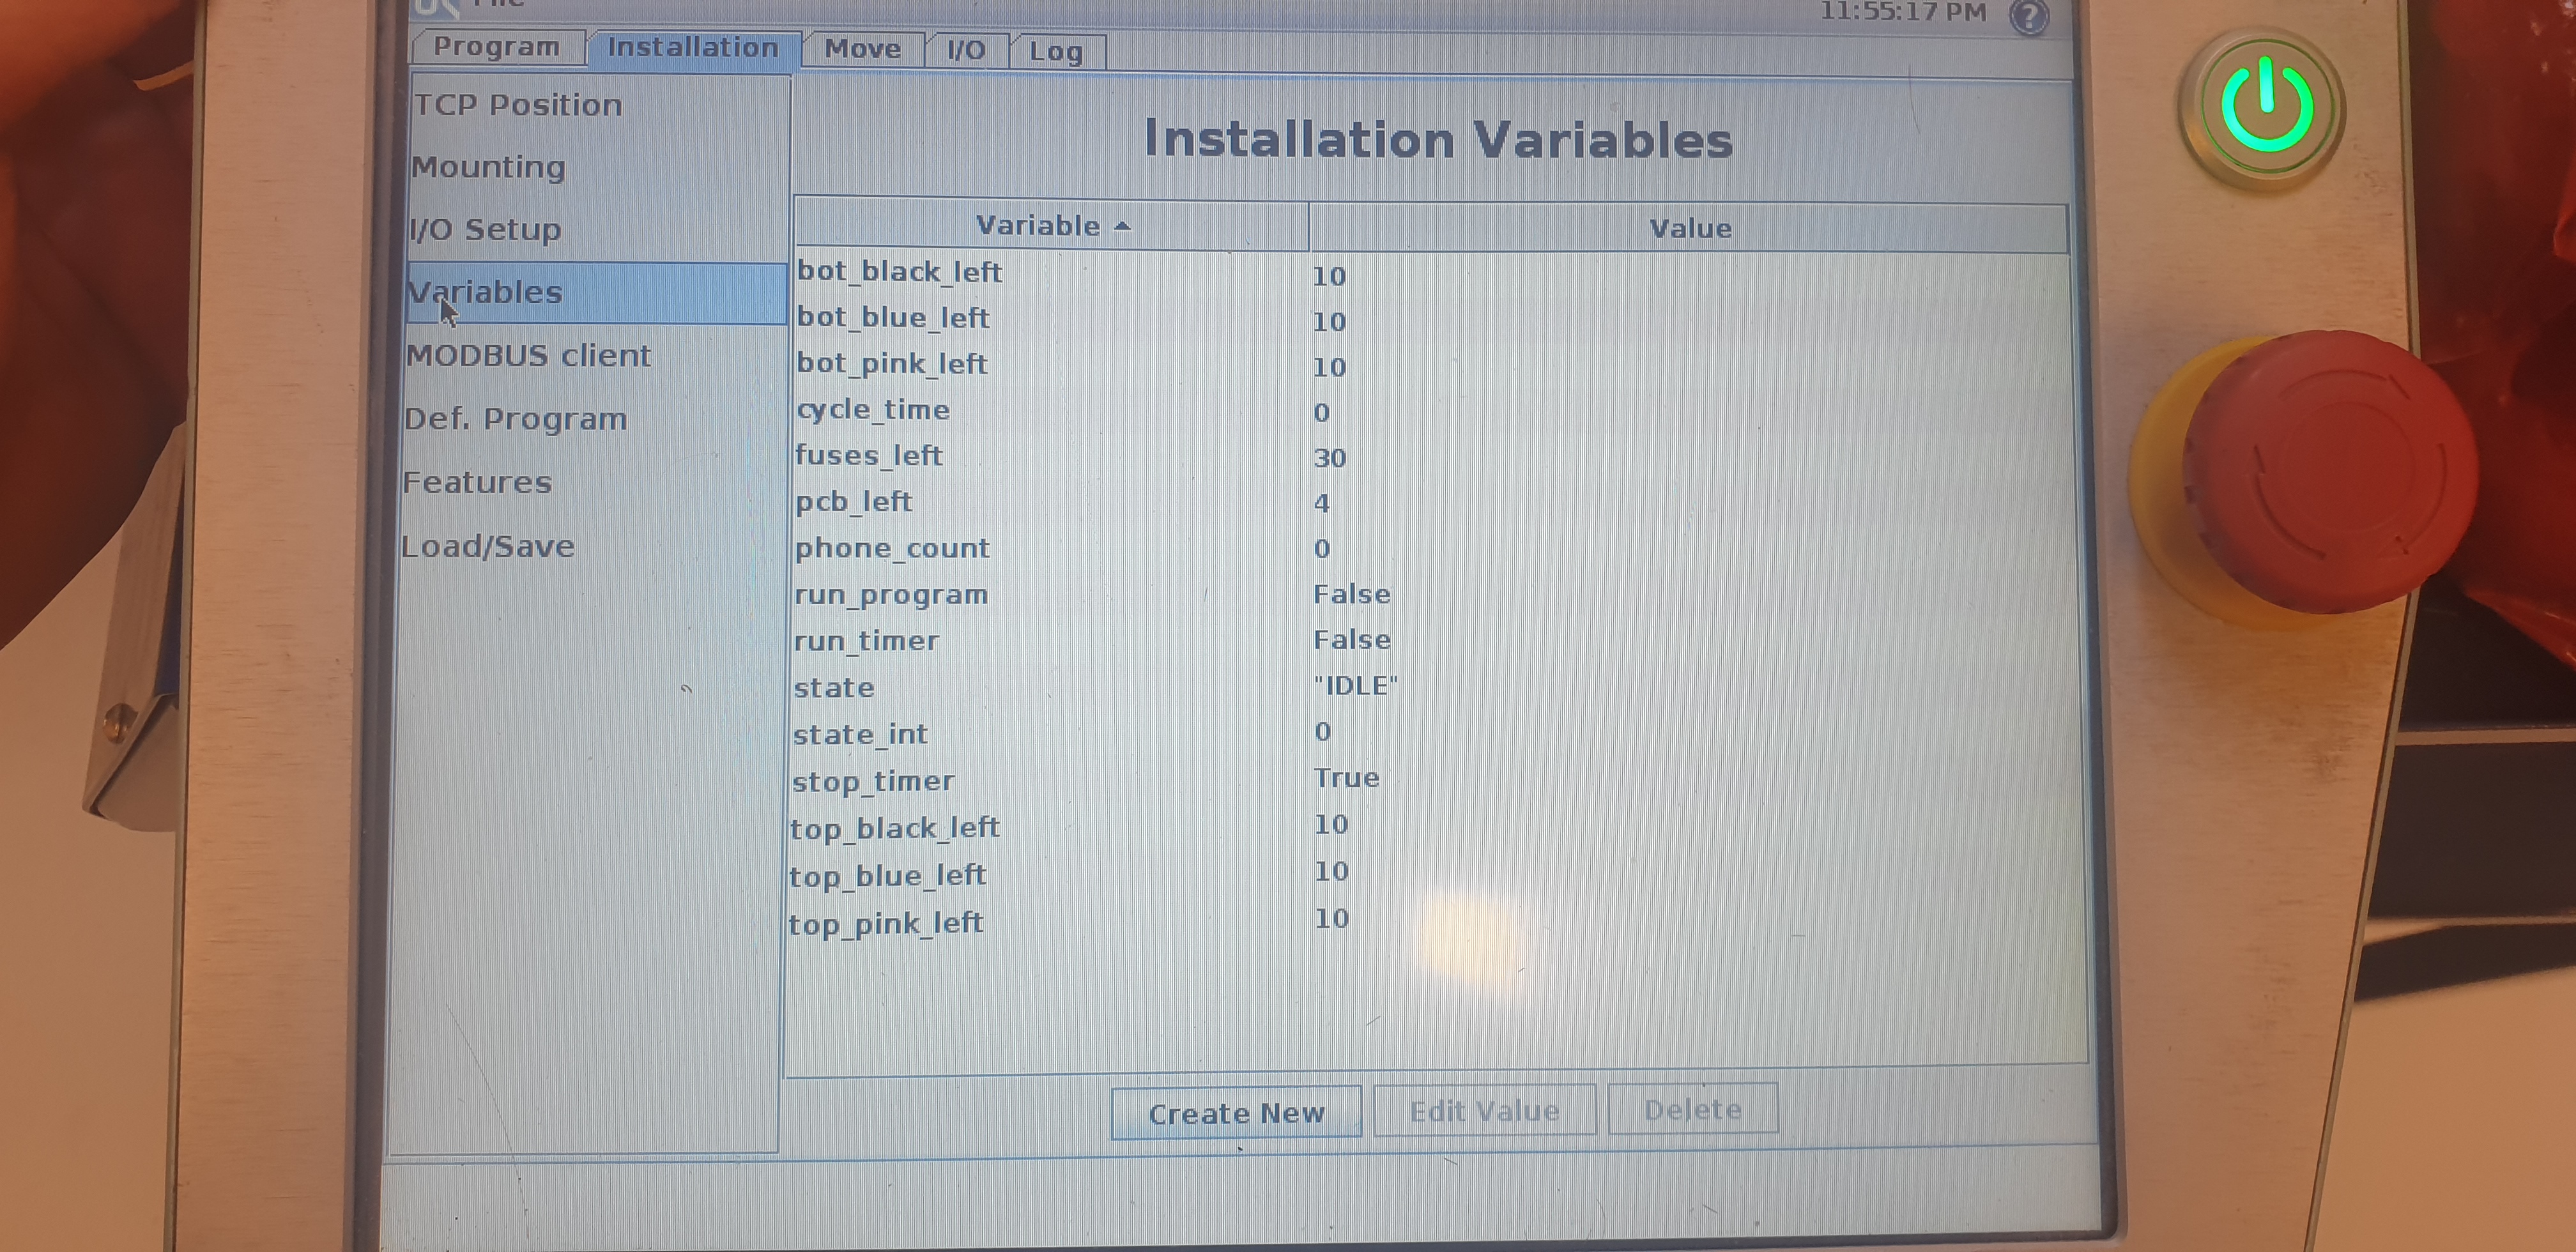 File
11:55:17 PM ?
Program Installation Move I/O Log
TCP Position
Mounting
I/O Setup
Variables
MODBUS client
Def. Program
Features
Load/Save
Installation Variables
Variable Value
bot_black_left 10
bot_blue_left 10
bot_pink_left 10
cycle_time 0
fuses_left 30
pcb_left 4
phone_count 0
run_program False
run_timer False
state "IDLE"
state_int 0
stop_timer True
top_black_left 10
top_blue_left 10
top_pink_left 10
Create New Edit Value Delete